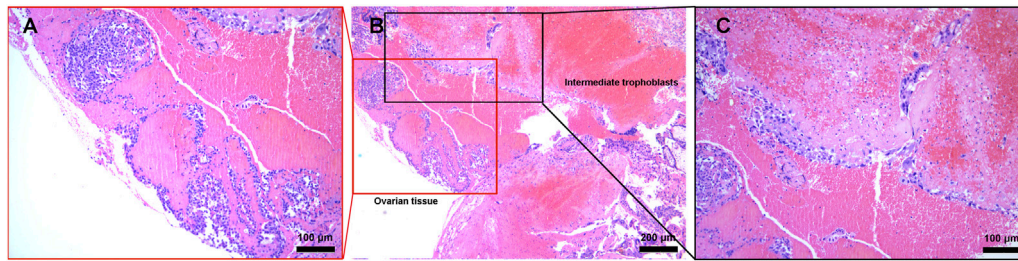 A
B
C
Intermediate trophoblasts
Ovarian tissue
100 μm
200 μm
100 μm